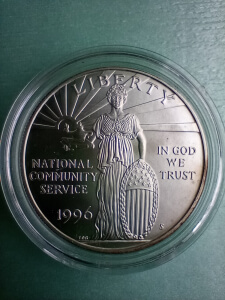 LIBERTY
NATIONAL
COMMUNITY
SERVICE
1996
IN GOD
WE
TRUST